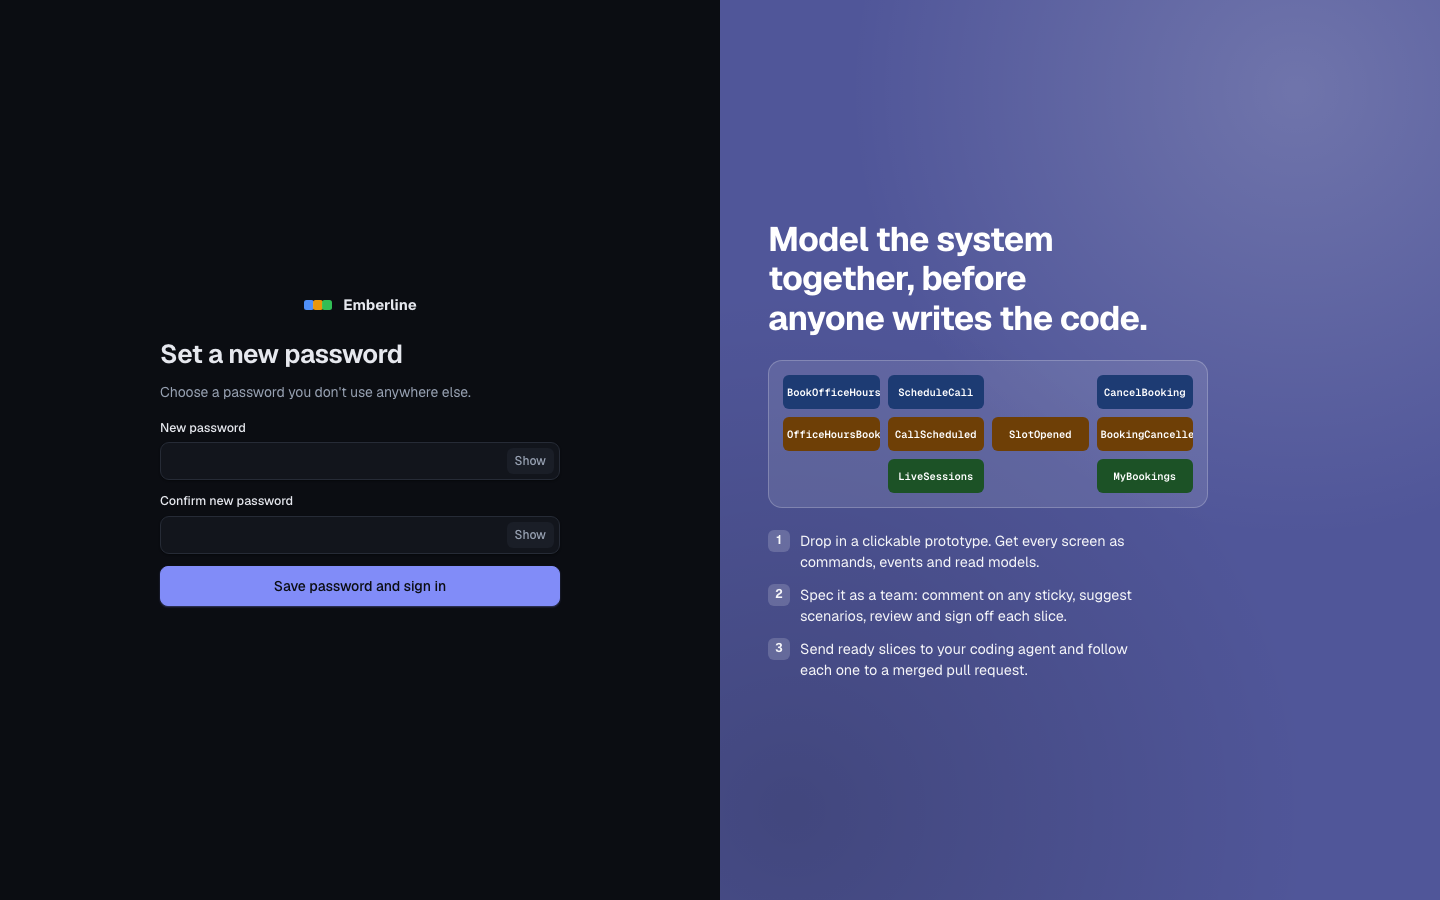 Emberline
Set a new password
Choose a password you don't use anywhere else.
New password
Show
Confirm new password
Show
Save password and sign in
Model the system
together, before
anyone writes the code.
BookOfficeHours
ScheduleCall
CancelBooking
OfficeHoursBook
CallScheduled
SlotOpened
BookingCancelle
LiveSessions
MyBookings
1
Drop in a clickable prototype. Get every screen as
commands, events and read models.
2
Spec it as a team: comment on any sticky, suggest
scenarios, review and sign off each slice.
3
Send ready slices to your coding agent and follow
each one to a merged pull request.